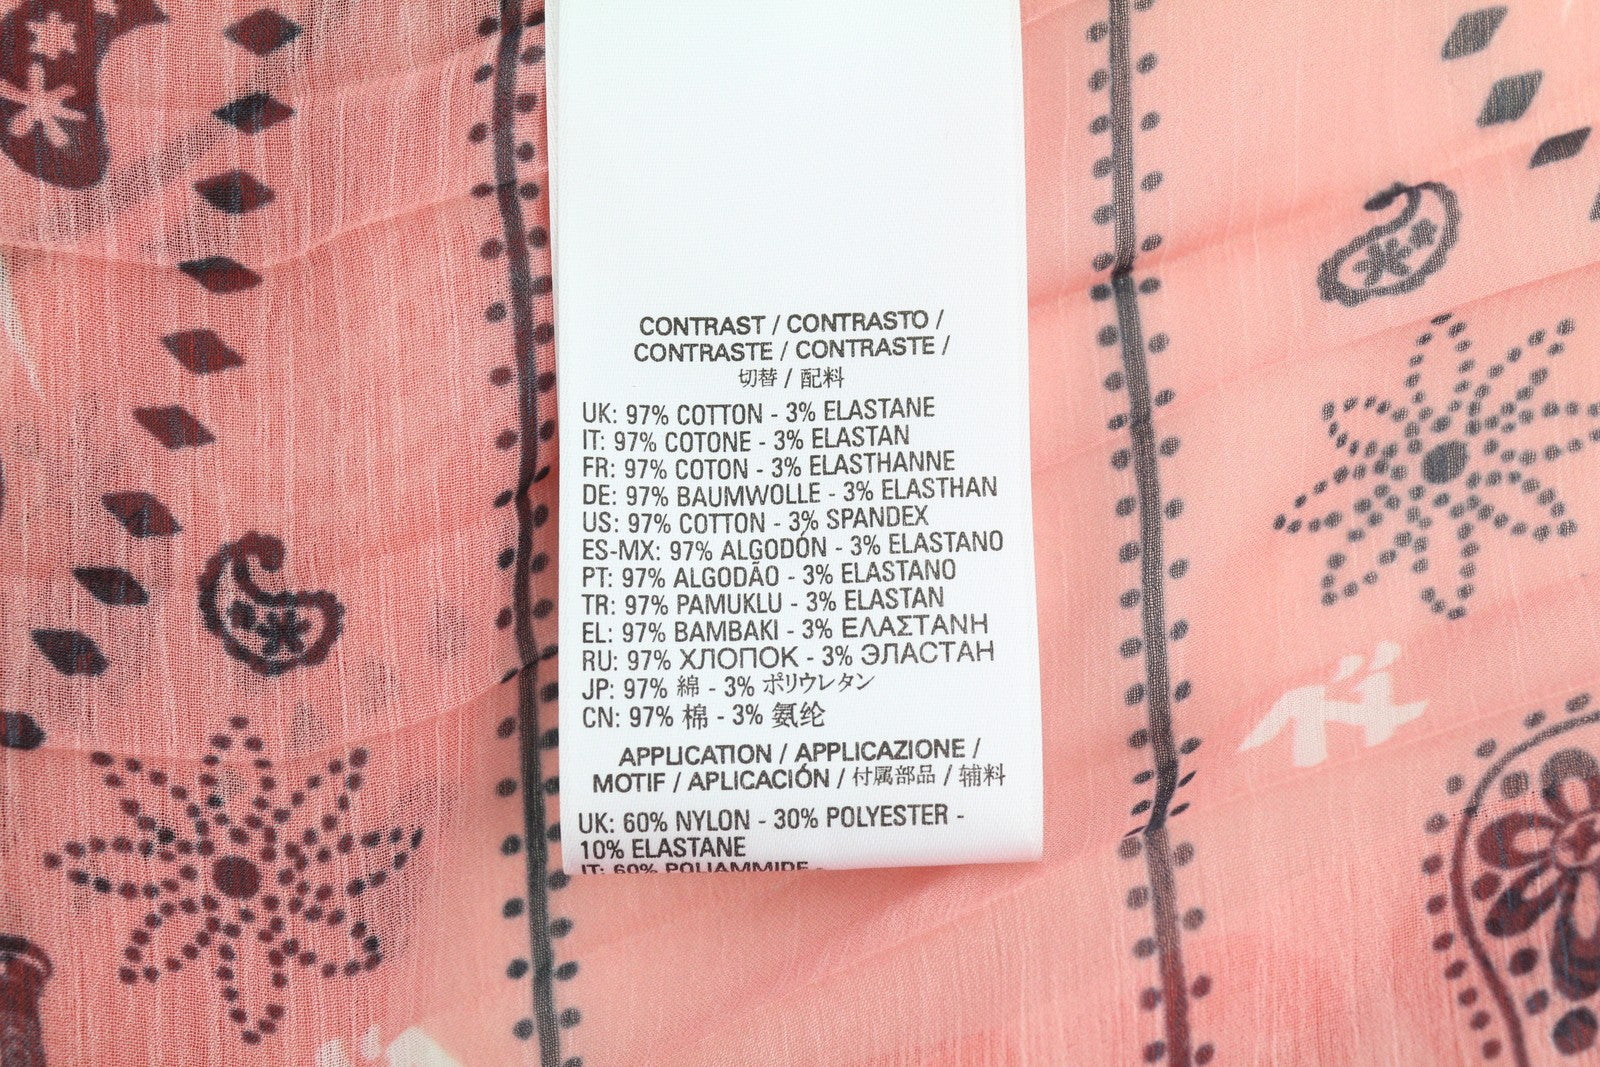 CONTRAST / CONTRASTO /
CONTRASTE / CONTRASTE /
切替 / 配料
UK: 97% COTTON - 3% ELASTANE
IT: 97% COTONE - 3% ELASTAN
FR: 97% COTON - 3% ELASTHANNE
DE: 97% BAUMWOLLE - 3% ELASTHAN
US: 97% COTTON - 3% SPANDEX
ES-MX: 97% ALGODÓN - 3% ELASTANO
PT: 97% ALGODÃO - 3% ELASTANO
TR: 97% PAMUKLU - 3% ELASTAN
EL: 97% ΒΑΜΒΑΚΙ - 3% ΕΛΑΣΤΑΝΗ
RU: 97% ХЛОПОК - 3% ЭЛАСТАН
JP: 97% 綿 - 3% ポリウレタン
CN: 97% 棉 - 3% 氨纶
APPLICATION / APPLICAZIONE /
MOTIF / APLICACIÓN / 付属部品 / 辅料
UK: 60% NYLON - 30% POLYESTER -
10% ELASTANE
IT: 60% POLIAMMIDE -